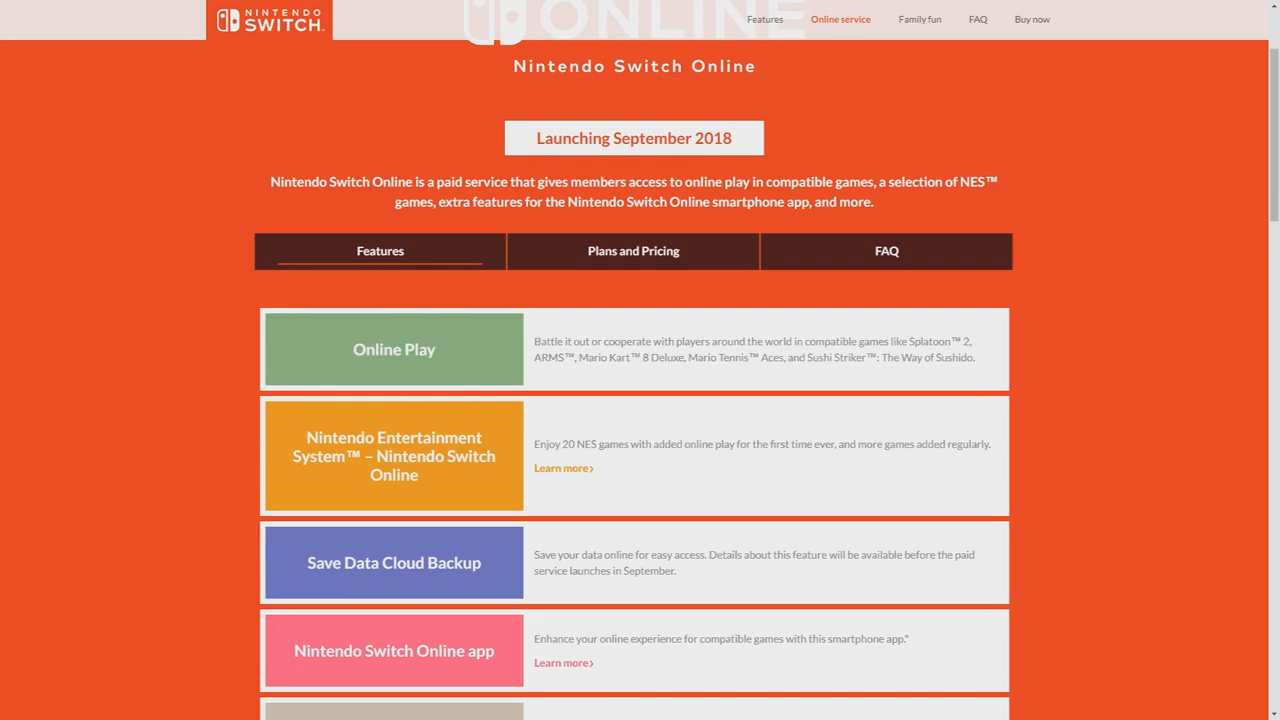 NINTENDO
SWITCH™
Features
Online service
Family fun
FAQ
Buy now
ONLINE
Nintendo Switch Online
Launching September 2018
Nintendo Switch Online is a paid service that gives members access to online play in compatible games, a selection of NES™
games, extra features for the Nintendo Switch Online smartphone app, and more.
Features
Plans and Pricing
FAQ
Online Play
Battle it out or cooperate with players around the world in compatible games like Splatoon™ 2,
ARMS™, Mario Kart™ 8 Deluxe, Mario Tennis™ Aces, and Sushi Striker™: The Way of Sushido.
Nintendo Entertainment
System™ – Nintendo Switch
Online
Enjoy 20 NES games with added online play for the first time ever, and more games added regularly.
Learn more›
Save Data Cloud Backup
Save your data online for easy access. Details about this feature will be available before the paid
service launches in September.
Nintendo Switch Online app
Enhance your online experience for compatible games with this smartphone app.*
Learn more›